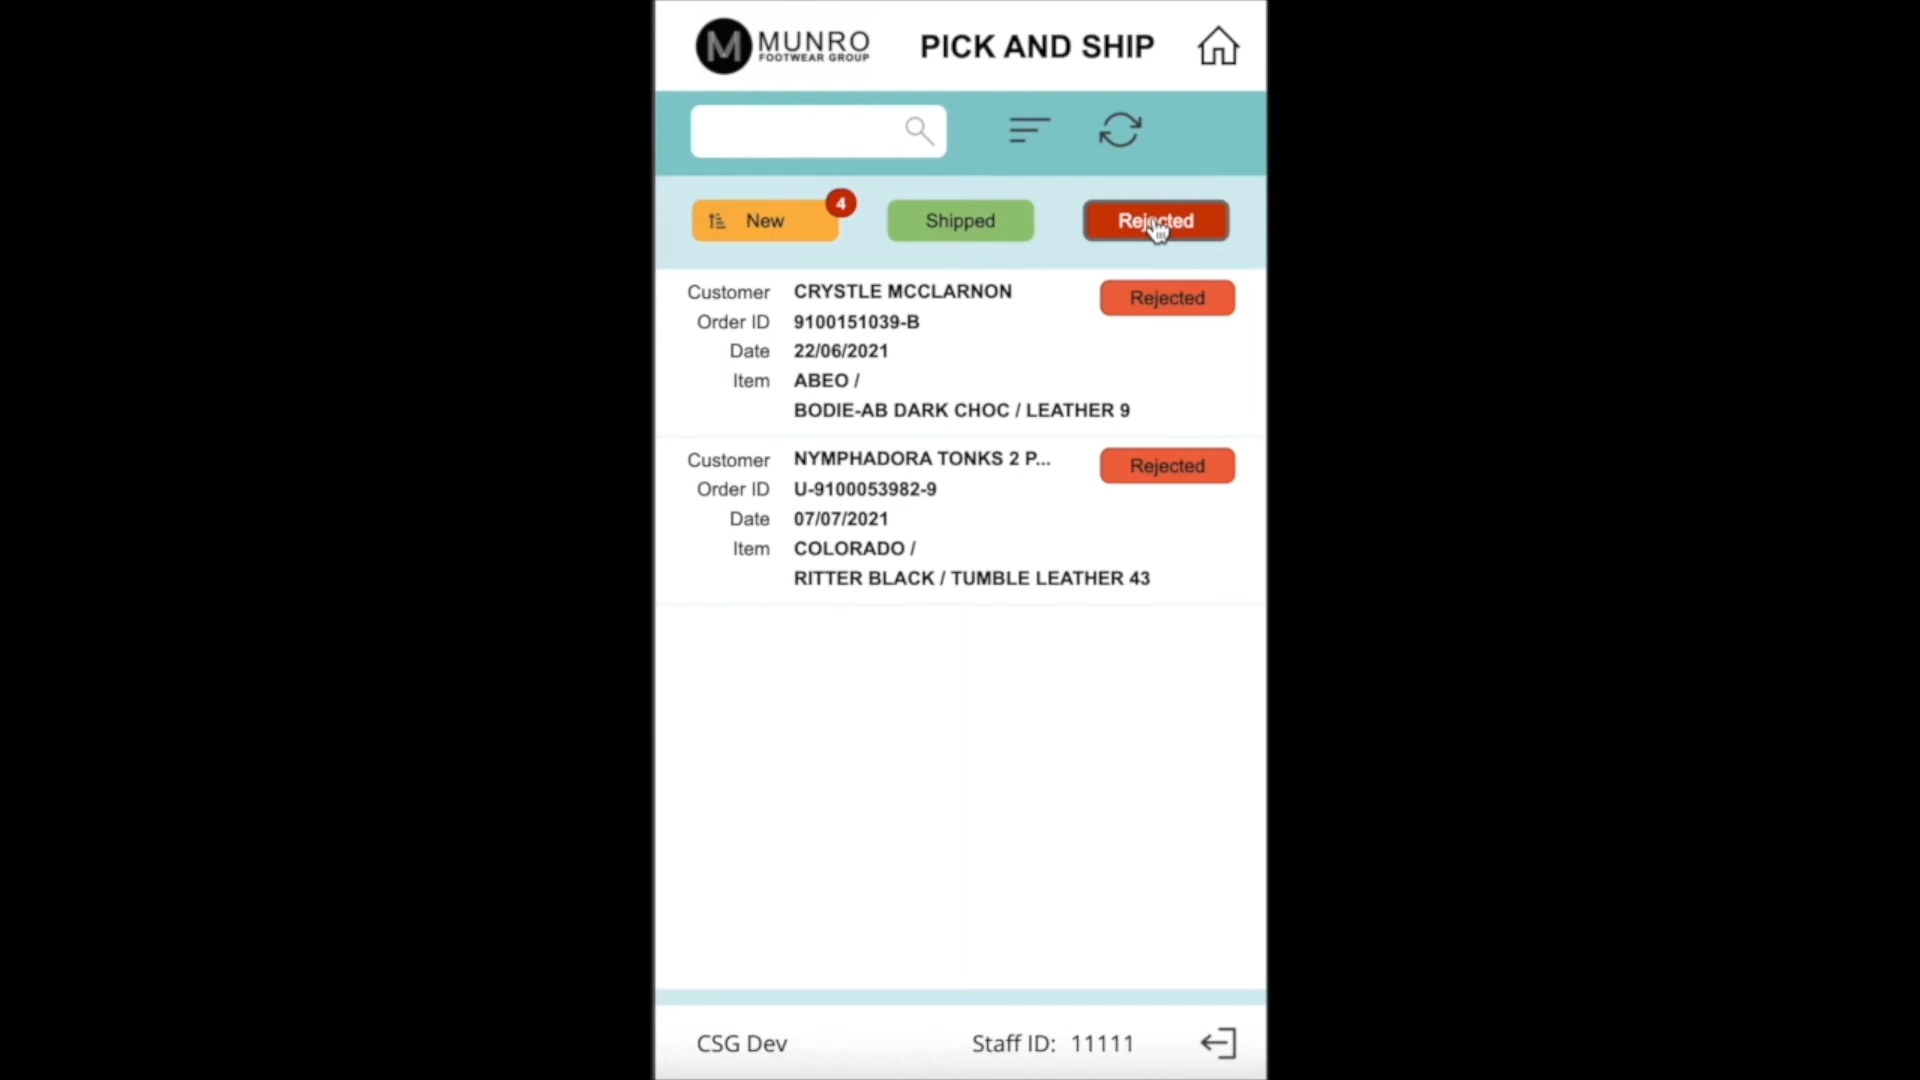 M MUNRO
FOOTWEAR GROUP
PICK AND SHIP
New
4
Shipped
Rejected
Customer CRYSTLE MCCLARNON
Rejected
Order ID 9100151039-B
Date 22/06/2021
Item ABEO /
BODIE-AB DARK CHOC / LEATHER 9
Customer NYMPHADORA TONKS 2 P...
Rejected
Order ID U-9100053982-9
Date 07/07/2021
Item COLORADO /
RITTER BLACK / TUMBLE LEATHER 43
CSG Dev
Staff ID: 11111